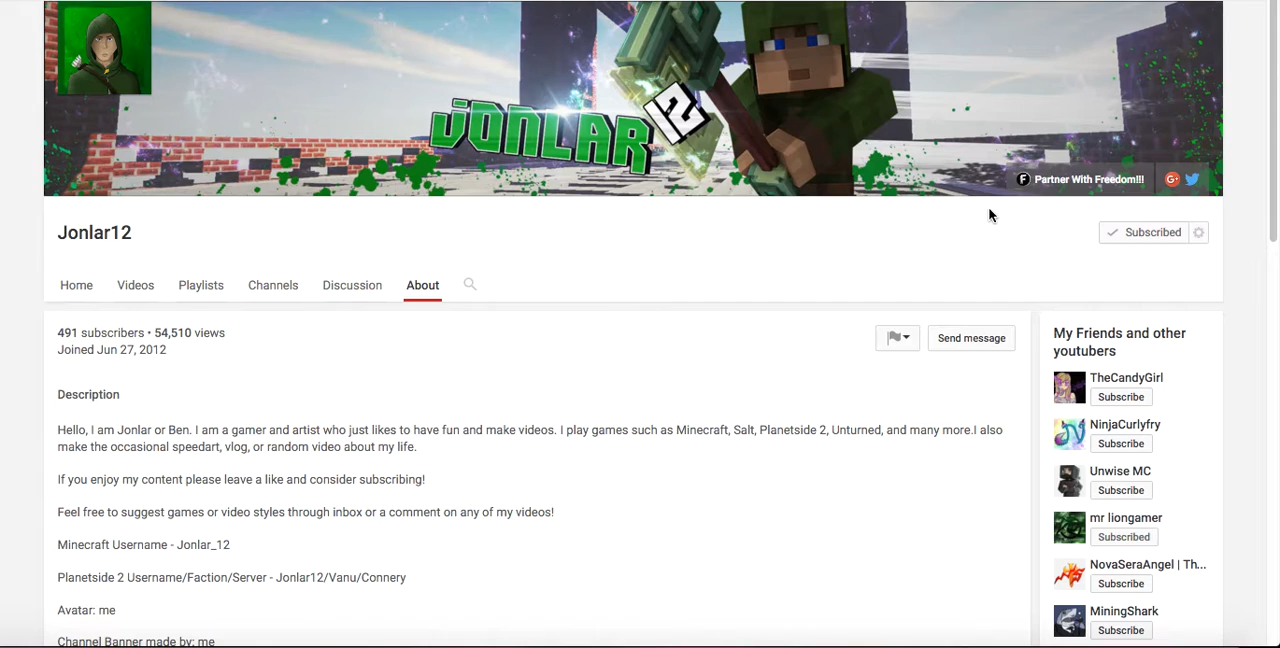 JONLAR 12
Partner With Freedom!!!
G+
Jonlar12
Subscribed
Home Videos Playlists Channels Discussion About
491 subscribers • 54,510 views
Joined Jun 27, 2012
Send message
Description
Hello, I am Jonlar or Ben. I am a gamer and artist who just likes to have fun and make videos. I play games such as Minecraft, Salt, Planetside 2, Unturned, and many more.I also
make the occasional speedart, vlog, or random video about my life.
If you enjoy my content please leave a like and consider subscribing!
Feel free to suggest games or video styles through inbox or a comment on any of my videos!
Minecraft Username - Jonlar_12
Planetside 2 Username/Faction/Server - Jonlar12/Vanu/Connery
Avatar: me
Channel Banner made by: me
My Friends and other
youtubers
TheCandyGirl
Subscribe
NinjaCurlyfry
Subscribe
Unwise MC
Subscribe
mr liongamer
Subscribed
NovaSeraAngel | Th...
Subscribe
MiningShark
Subscribe